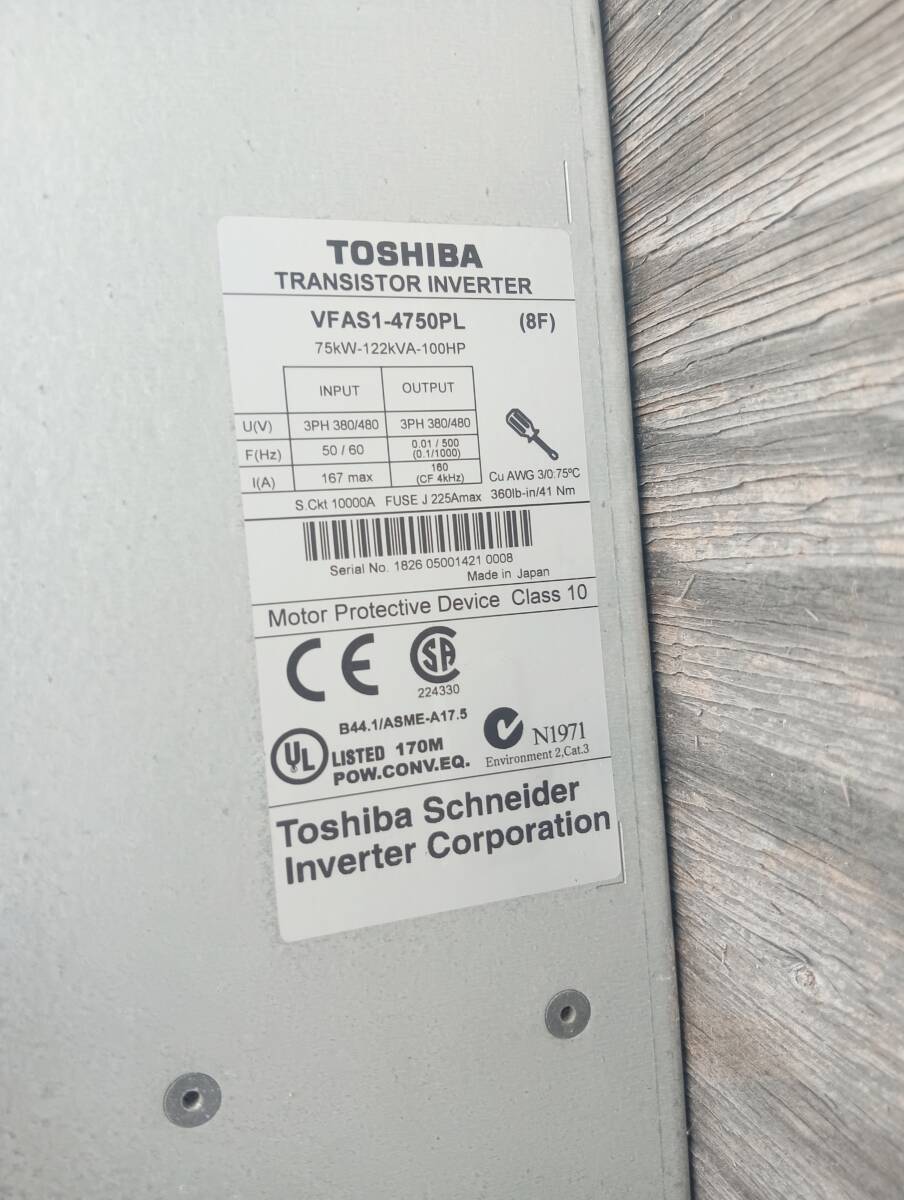 TOSHIBA
TRANSISTOR INVERTER
VFAS1-4750PL (8F)
75kW-122kVA-100HP
INPUT OUTPUT
U(V) 3PH 380/480 3PH 380/480
F(Hz) 50 / 60 0.01 / 500
(0.1/1000)
I(A) 167 max 160
(CF 4kHz)
Cu AWG 3/0.75°C
S.Ckt 10000A FUSE J 225Amax 360lb-in/41 Nm
Serial No. 1826 05001421 0008
Made in Japan
Motor Protective Device Class 10
CE SA
224330
B44.1/ASME-A17.5
UL LISTED 170M
POW.CONV.EQ.
N1971
Environment 2,Cat.3
Toshiba Schneider
Inverter Corporation